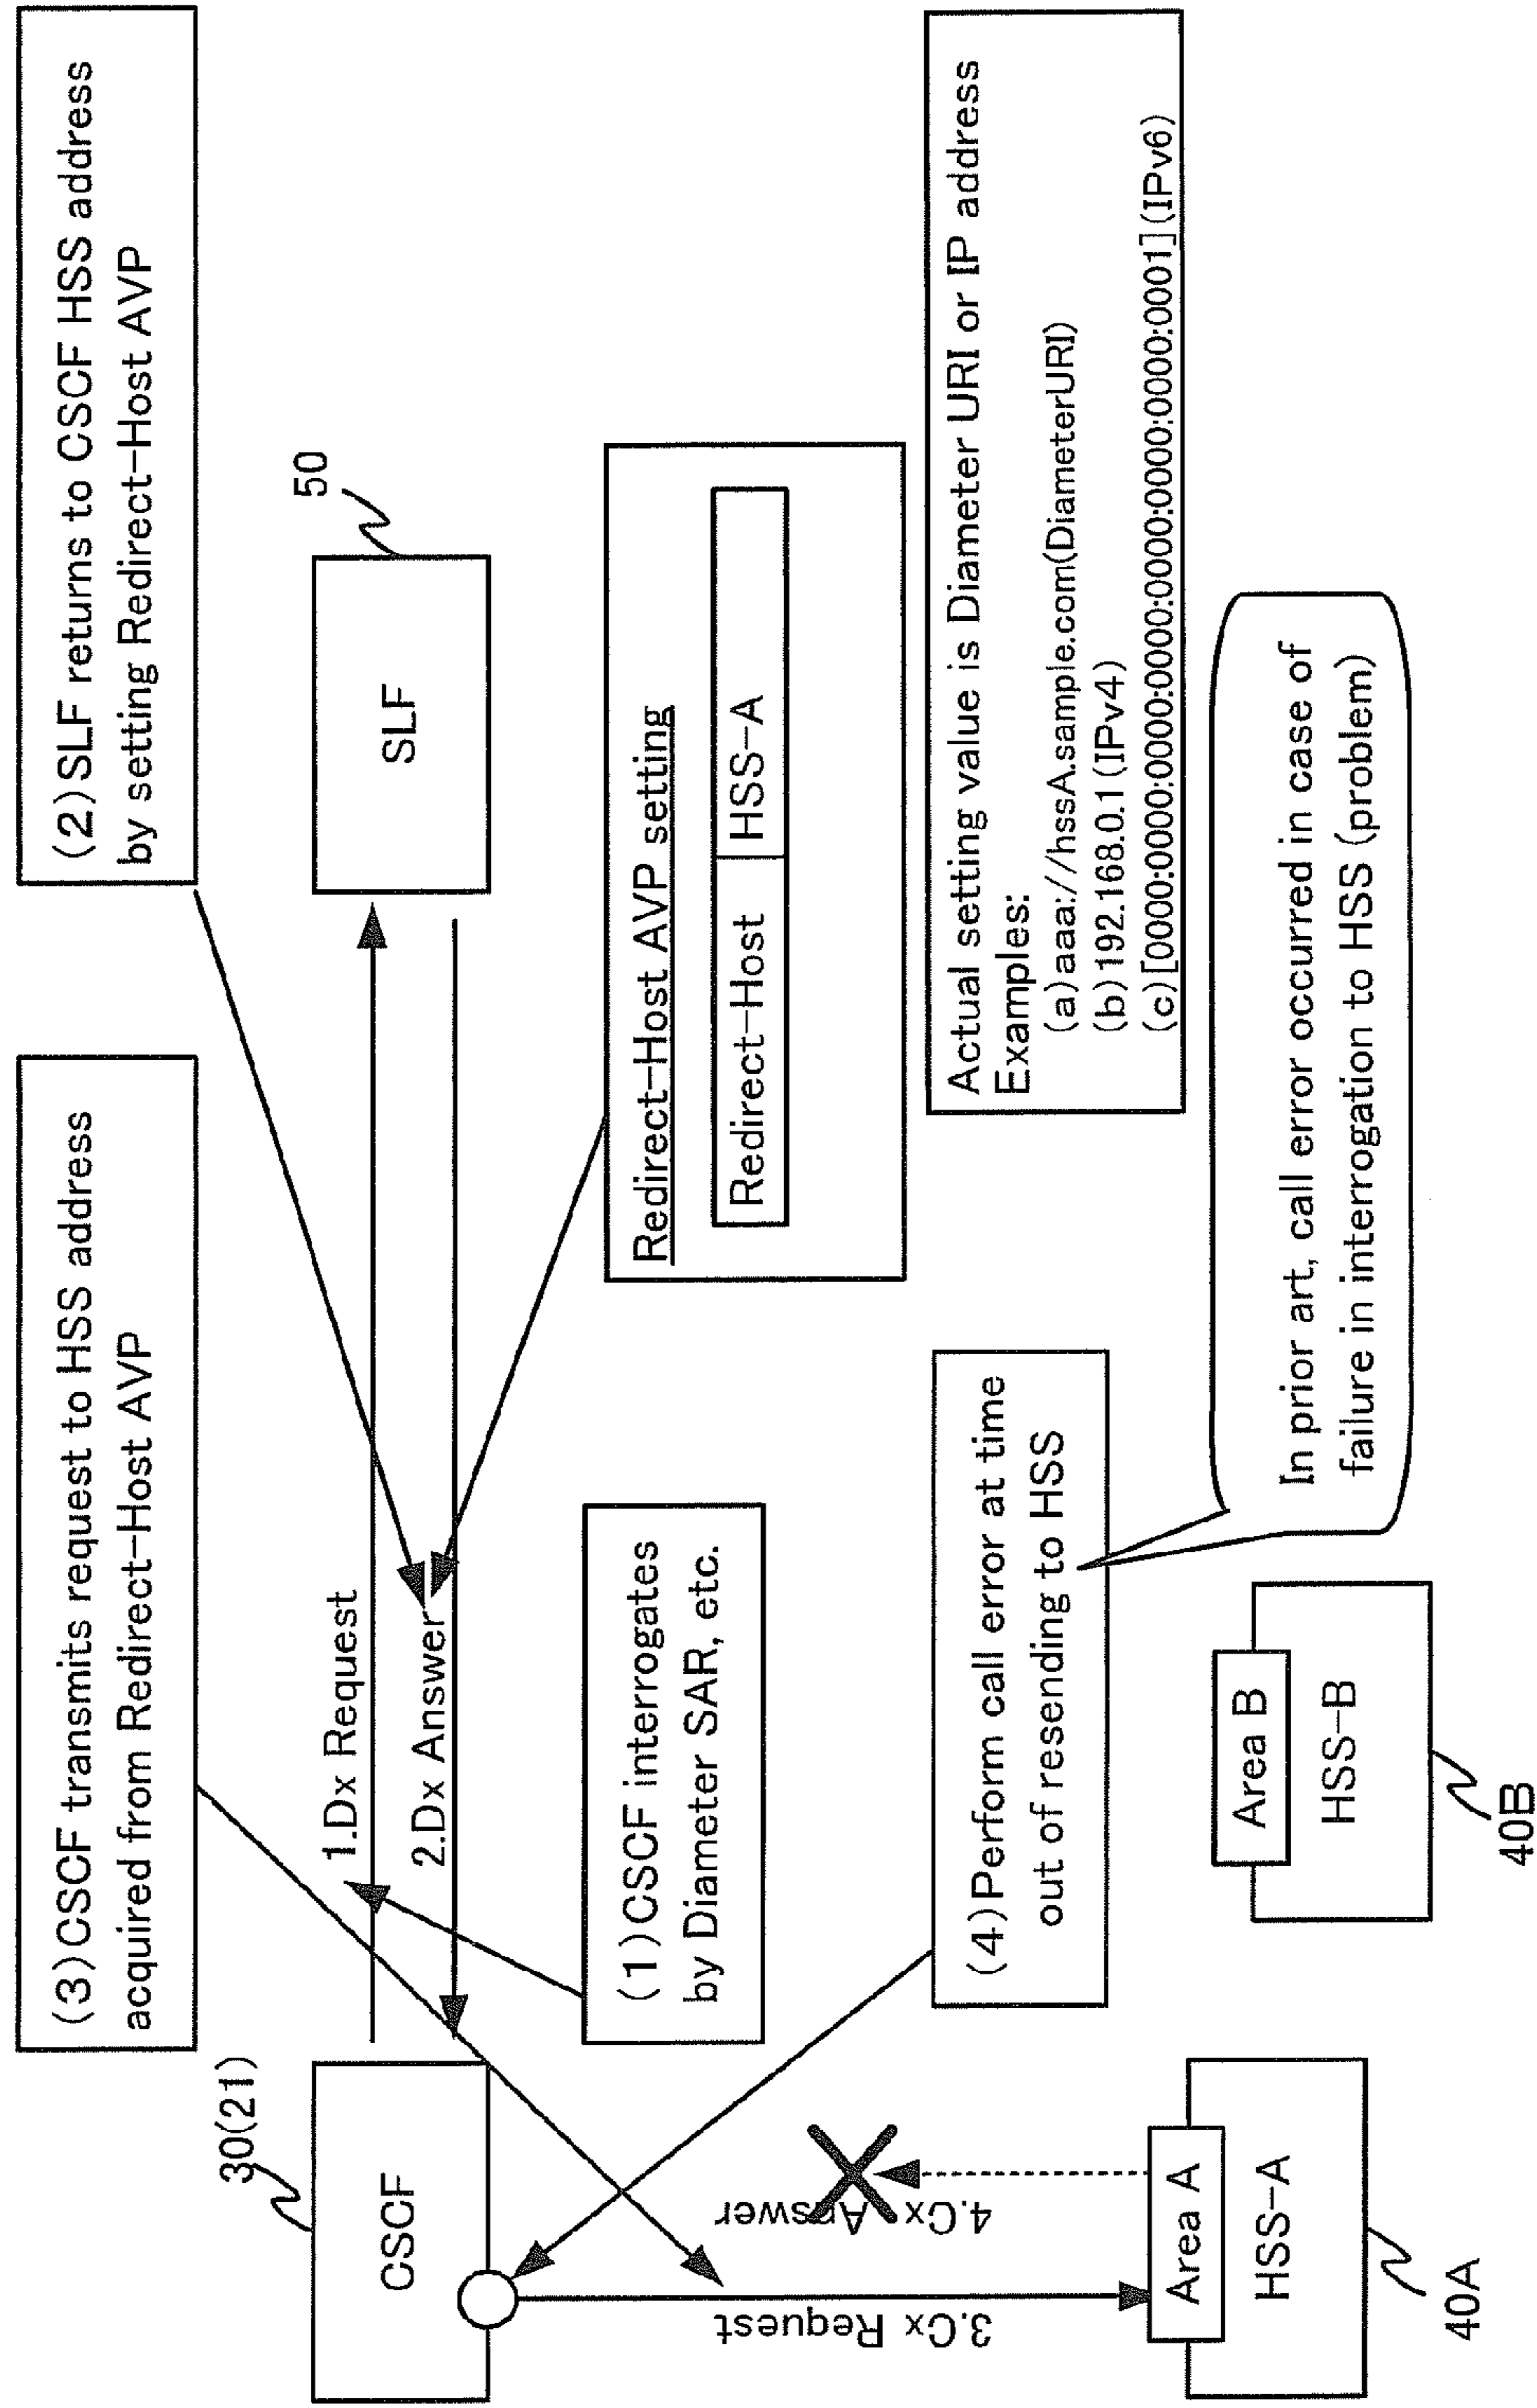 (3)CSCF transmits request to HSS address
acquired from Redirect-Host AVP
(2)SLF returns to CSCF HSS address
by setting Redirect-Host AVP
30(21)
CSCF
1.Dx Request
2.Dx Answer
50
SLF
(1)CSCF interrogates
by Diameter SAR, etc.
Redirect-Host AVP setting
Redirect-Host
HSS-A
3.Cx Request
4.Cx Answer
(4)Perform call error at time
out of resending to HSS
Actual setting value is Diameter URI or IP address
Examples:
(a)aaa://hssA.sample.com(DiameterURI)
(b)192.168.0.1(IPv4)
(c)[0000:0000:0000:0000:0000:0000:0000:0001](IPv6)
Area A
HSS-A
40A
Area B
HSS-B
40B
In prior art, call error occurred in case of
failure in interrogation to HSS (problem)